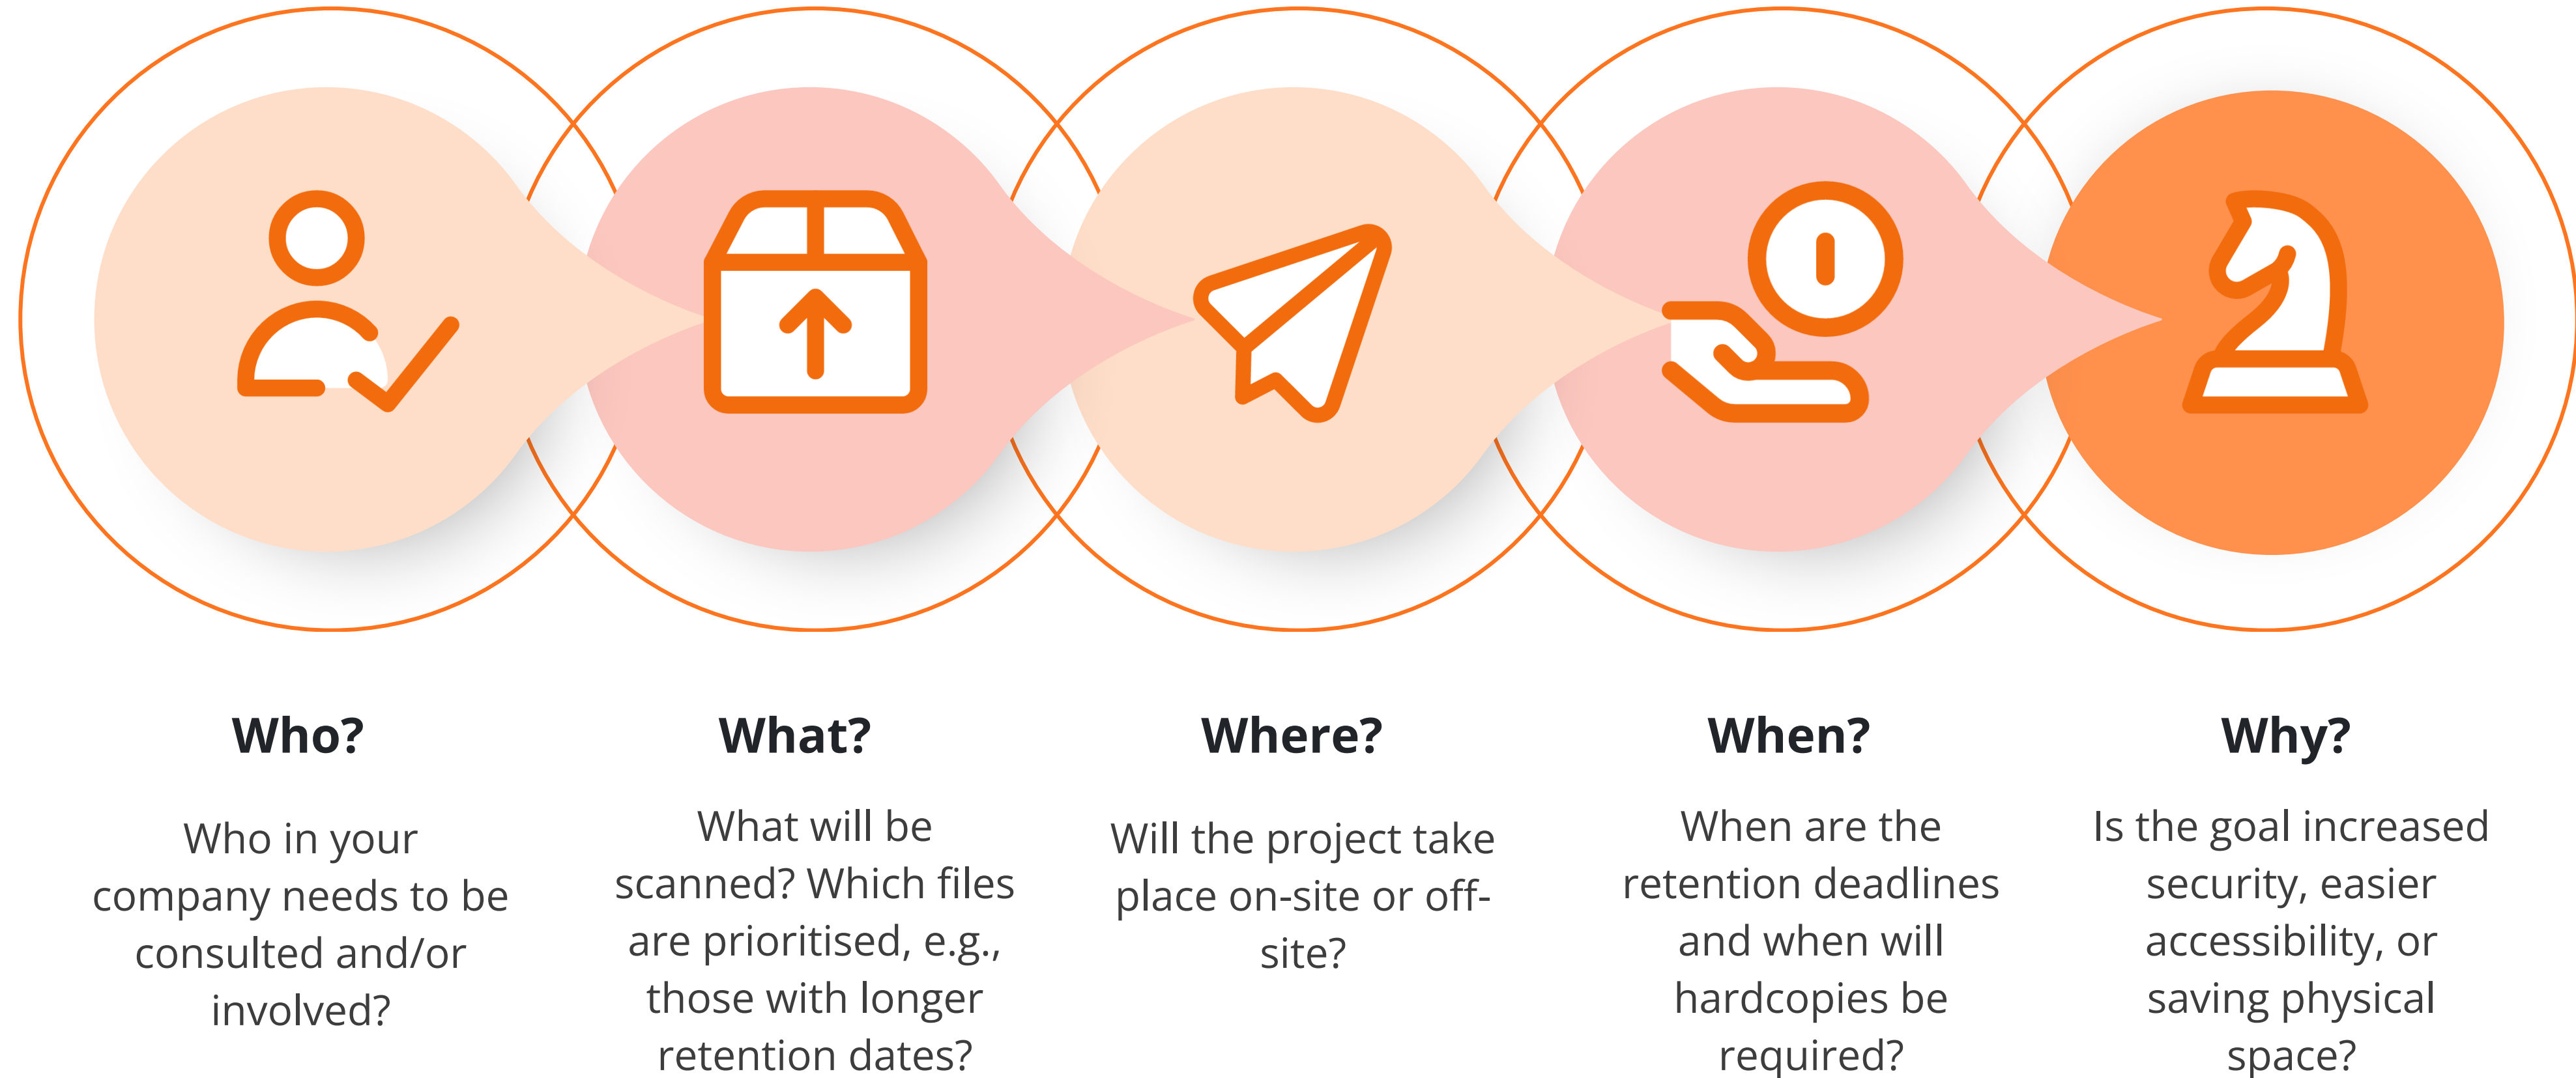 Who?
Who in your
company needs to be
consulted and/or
involved?
What?
What will be
scanned? Which files
are prioritised, e.g.,
those with longer
retention dates?
Where?
Will the project take
place on-site or off-
site?
When?
When are the
retention deadlines
and when will
hardcopies be
required?
Why?
Is the goal increased
security, easier
accessibility, or
saving physical
space?